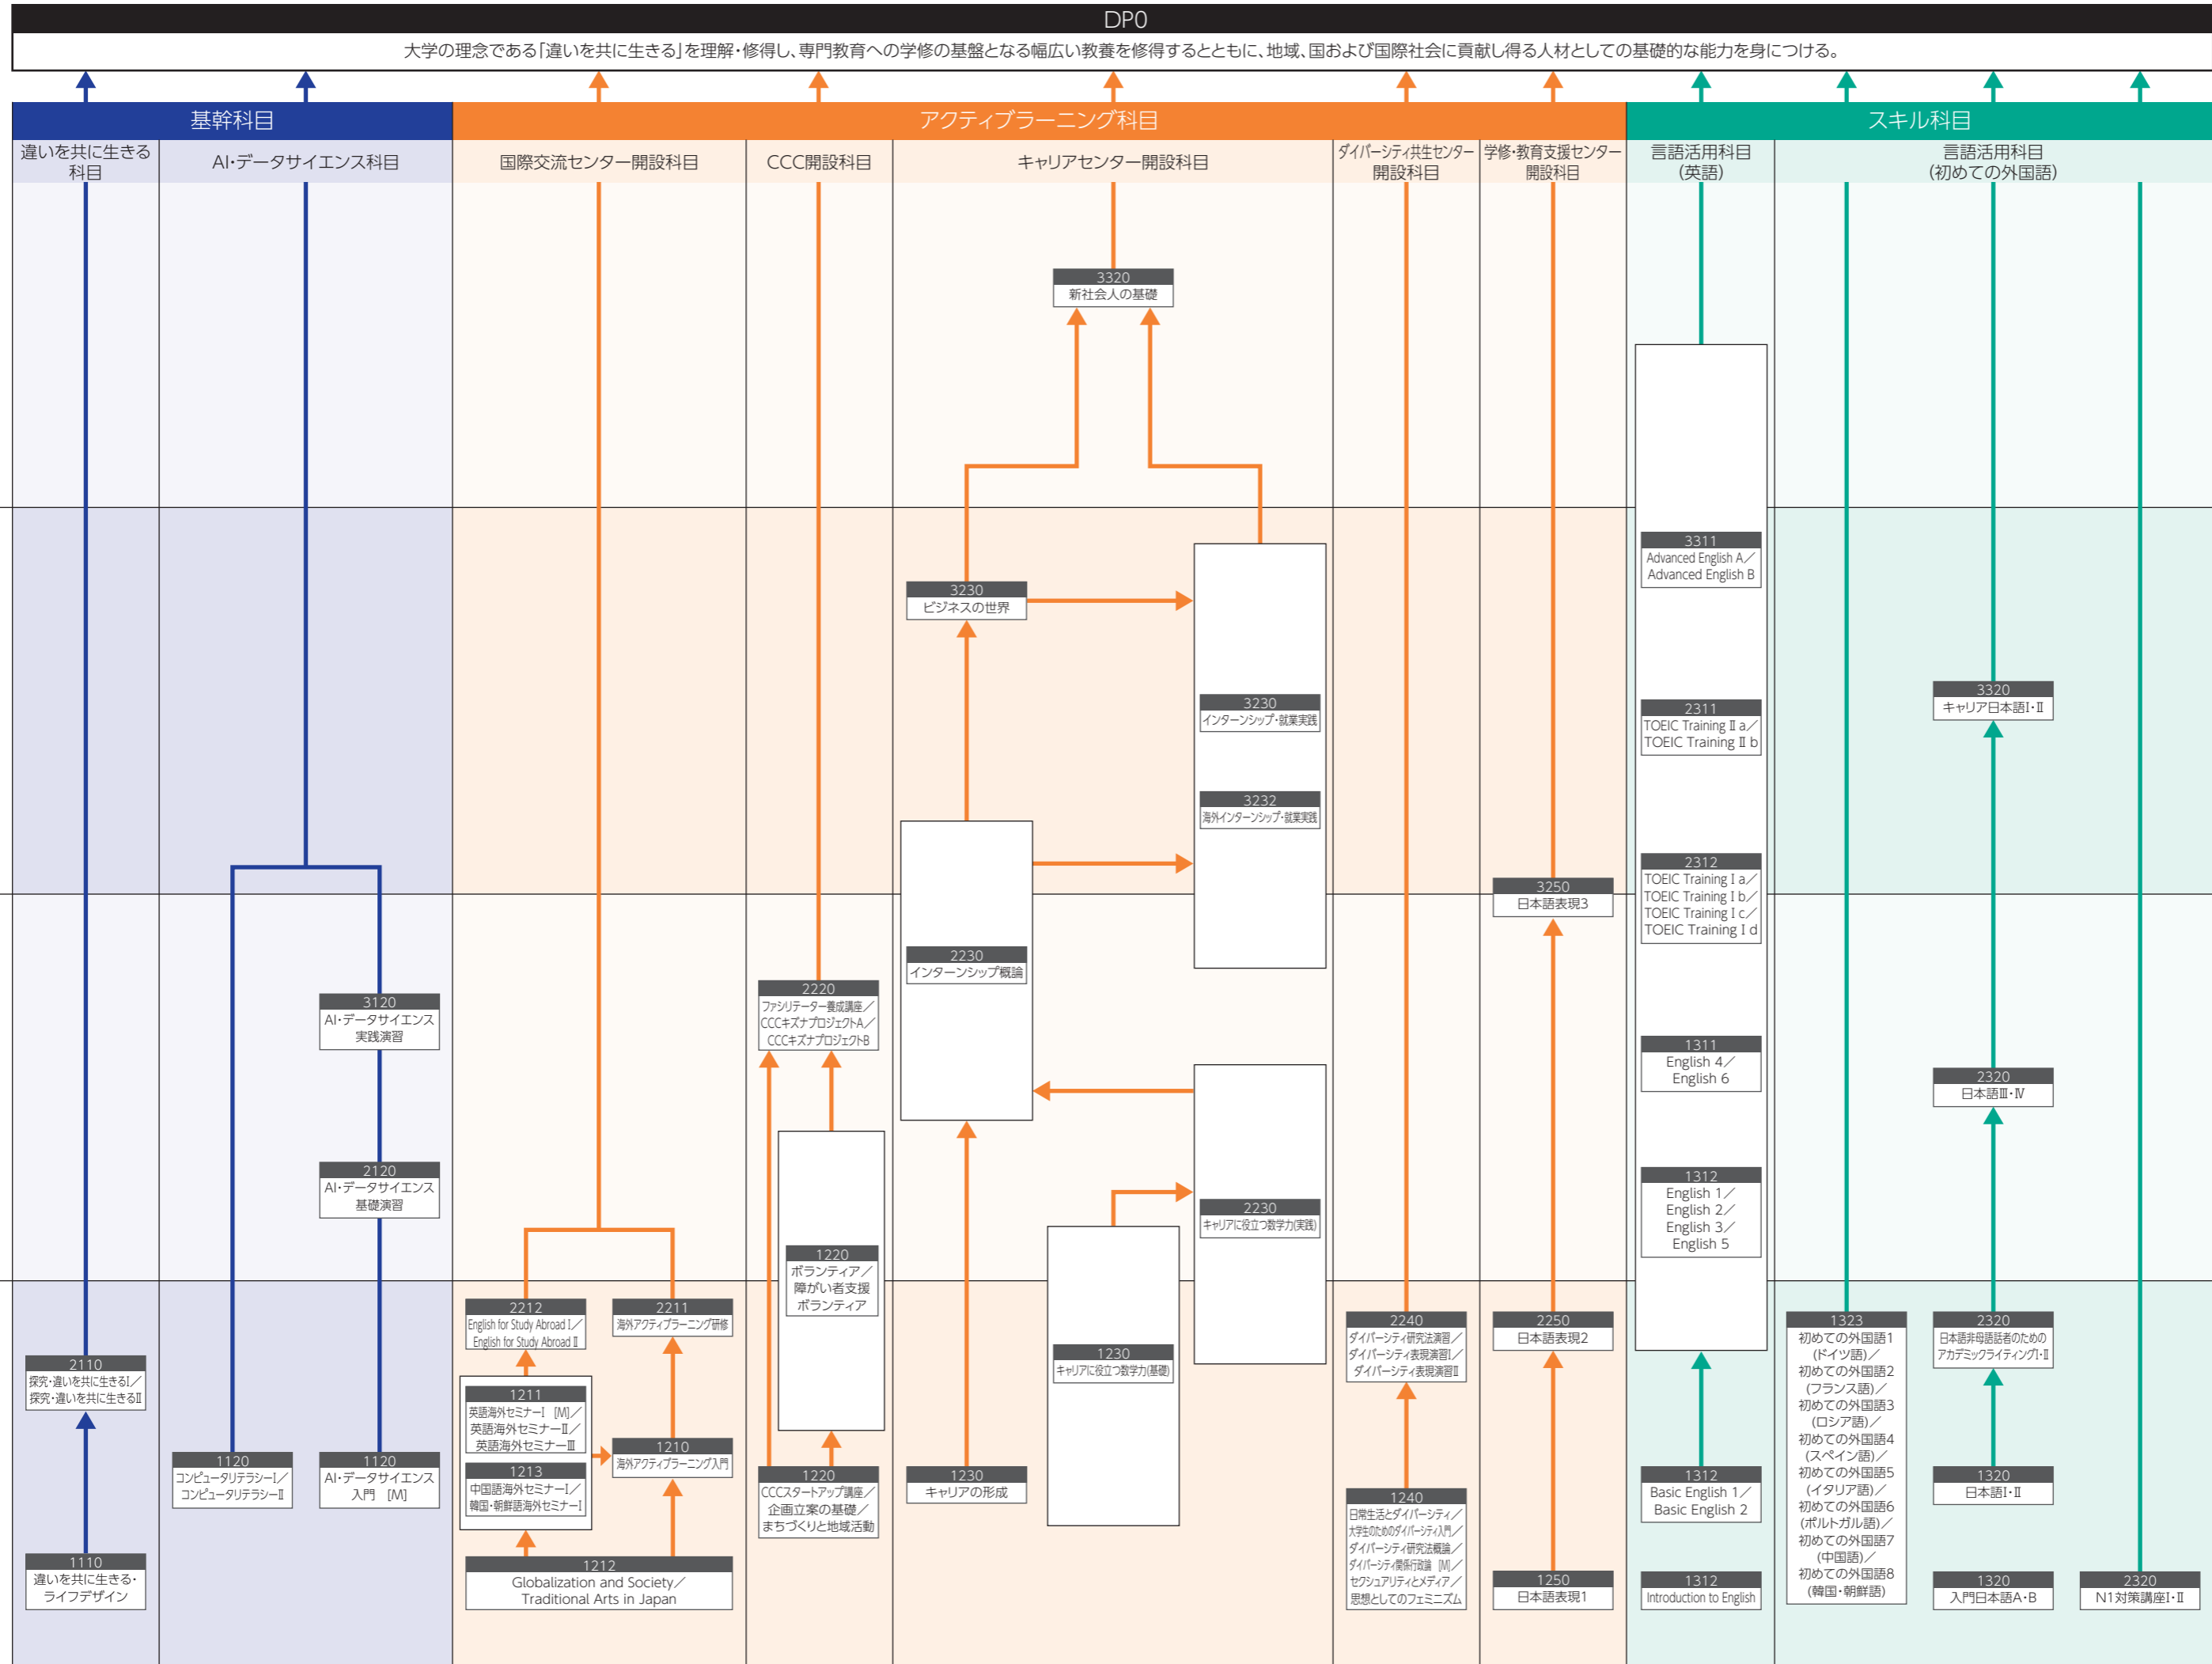 DP0
大学の理念である「違いを共に生きる」を理解・修得し、専門教育への学修の基盤となる幅広い教養を修得するとともに、地域、国および国際社会に貢献し得る人材としての基礎的な能力を身につける。
基幹科目
アクティブラーニング科目
スキル科目
違いを共に生きる
科目
AI・データサイエンス科目
国際交流センター開設科目
CCC開設科目
キャリアセンター開設科目
ダイバーシティ共生センター
開設科目
学修・教育支援センター
開設科目
言語活用科目
(英語)
言語活用科目
(初めての外国語)
2110
探究・違いを共に生きるⅠ／
探究・違いを共に生きるⅡ
1110
違いを共に生きる・
ライフデザイン
1120
コンピュータリテラシーⅠ／
コンピュータリテラシーⅡ
3120
AI・データサイエンス
実践演習
2120
AI・データサイエンス
基礎演習
1120
AI・データサイエンス
入門 [M]
2212
English for Study Abroad Ⅰ／
English for Study Abroad Ⅱ
2211
海外アクティブラーニング研修
1211
英語海外セミナーⅠ [M]／
英語海外セミナーⅡ／
英語海外セミナーⅢ
1213
中国語海外セミナーⅠ／
韓国・朝鮮語海外セミナーⅠ
1210
海外アクティブラーニング入門
1212
Globalization and Society／
Traditional Arts in Japan
2220
ファシリテーター養成講座／
CCCキズナプロジェクトA／
CCCキズナプロジェクトB
1220
ボランティア／
障がい者支援
ボランティア
1220
CCCスタートアップ講座／
企画立案の基礎／
まちづくりと地域活動
3320
新社会人の基礎
3230
ビジネスの世界
3230
インターンシップ・就業実践
3232
海外インターンシップ・就業実践
2230
インターンシップ概論
2230
キャリアに役立つ数学力(実践)
1230
キャリアに役立つ数学力(基礎)
1230
キャリアの形成
2240
ダイバーシティ研究法演習／
ダイバーシティ表現演習Ⅰ／
ダイバーシティ表現演習Ⅱ
1240
日常生活とダイバーシティ／
大学生のためのダイバーシティ入門／
ダイバーシティ研究法概論／
ダイバーシティ関係行政論 [M]／
セクシュアリティとメディア／
思想としてのフェミニズム
3250
日本語表現3
2250
日本語表現2
1250
日本語表現1
3311
Advanced English A／
Advanced English B
2311
TOEIC Training Ⅱ a／
TOEIC Training Ⅱ b
2312
TOEIC Training Ⅰ a／
TOEIC Training Ⅰ b／
TOEIC Training Ⅰ c／
TOEIC Training Ⅰ d
1311
English 4／
English 6
1312
English 1／
English 2／
English 3／
English 5
1312
Basic English 1／
Basic English 2
1312
Introduction to English
1323
初めての外国語1
(ドイツ語)／
初めての外国語2
(フランス語)／
初めての外国語3
(ロシア語)／
初めての外国語4
(スペイン語)／
初めての外国語5
(イタリア語)／
初めての外国語6
(ポルトガル語)／
初めての外国語7
(中国語)／
初めての外国語8
(韓国・朝鮮語)
3320
キャリア日本語Ⅰ・Ⅱ
2320
日本語Ⅲ・Ⅳ
2320
日本語非母語話者のための
アカデミックライティングⅠ・Ⅱ
1320
日本語Ⅰ・Ⅱ
1320
入門日本語A・B
2320
N1対策講座Ⅰ・Ⅱ